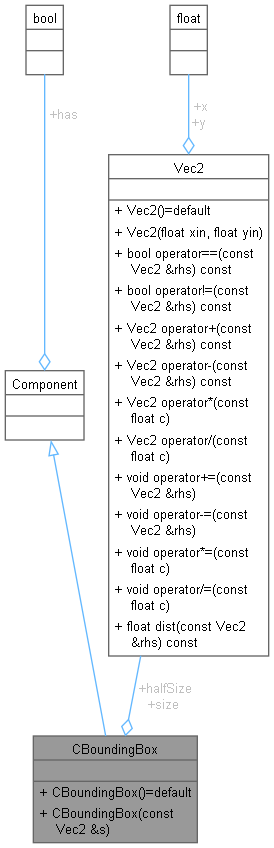 bool
float
+has
+x
+y
Vec2
+ Vec2()=default
+ Vec2(float xin, float yin)
+ bool operator==(const
Vec2 &rhs) const
+ bool operator!=(const
Vec2 &rhs) const
+ Vec2 operator+(const
Vec2 &rhs) const
+ Vec2 operator-(const
Vec2 &rhs) const
+ Vec2 operator*(const
float c)
+ Vec2 operator/(const
float c)
+ void operator+=(const
Vec2 &rhs)
+ void operator-=(const
Vec2 &rhs)
+ void operator*=(const
float c)
+ void operator/=(const
float c)
+ float dist(const Vec2
&rhs) const
Component
+halfSize
+size
CBoundingBox
+ CBoundingBox()=default
+ CBoundingBox(const
Vec2 &s)